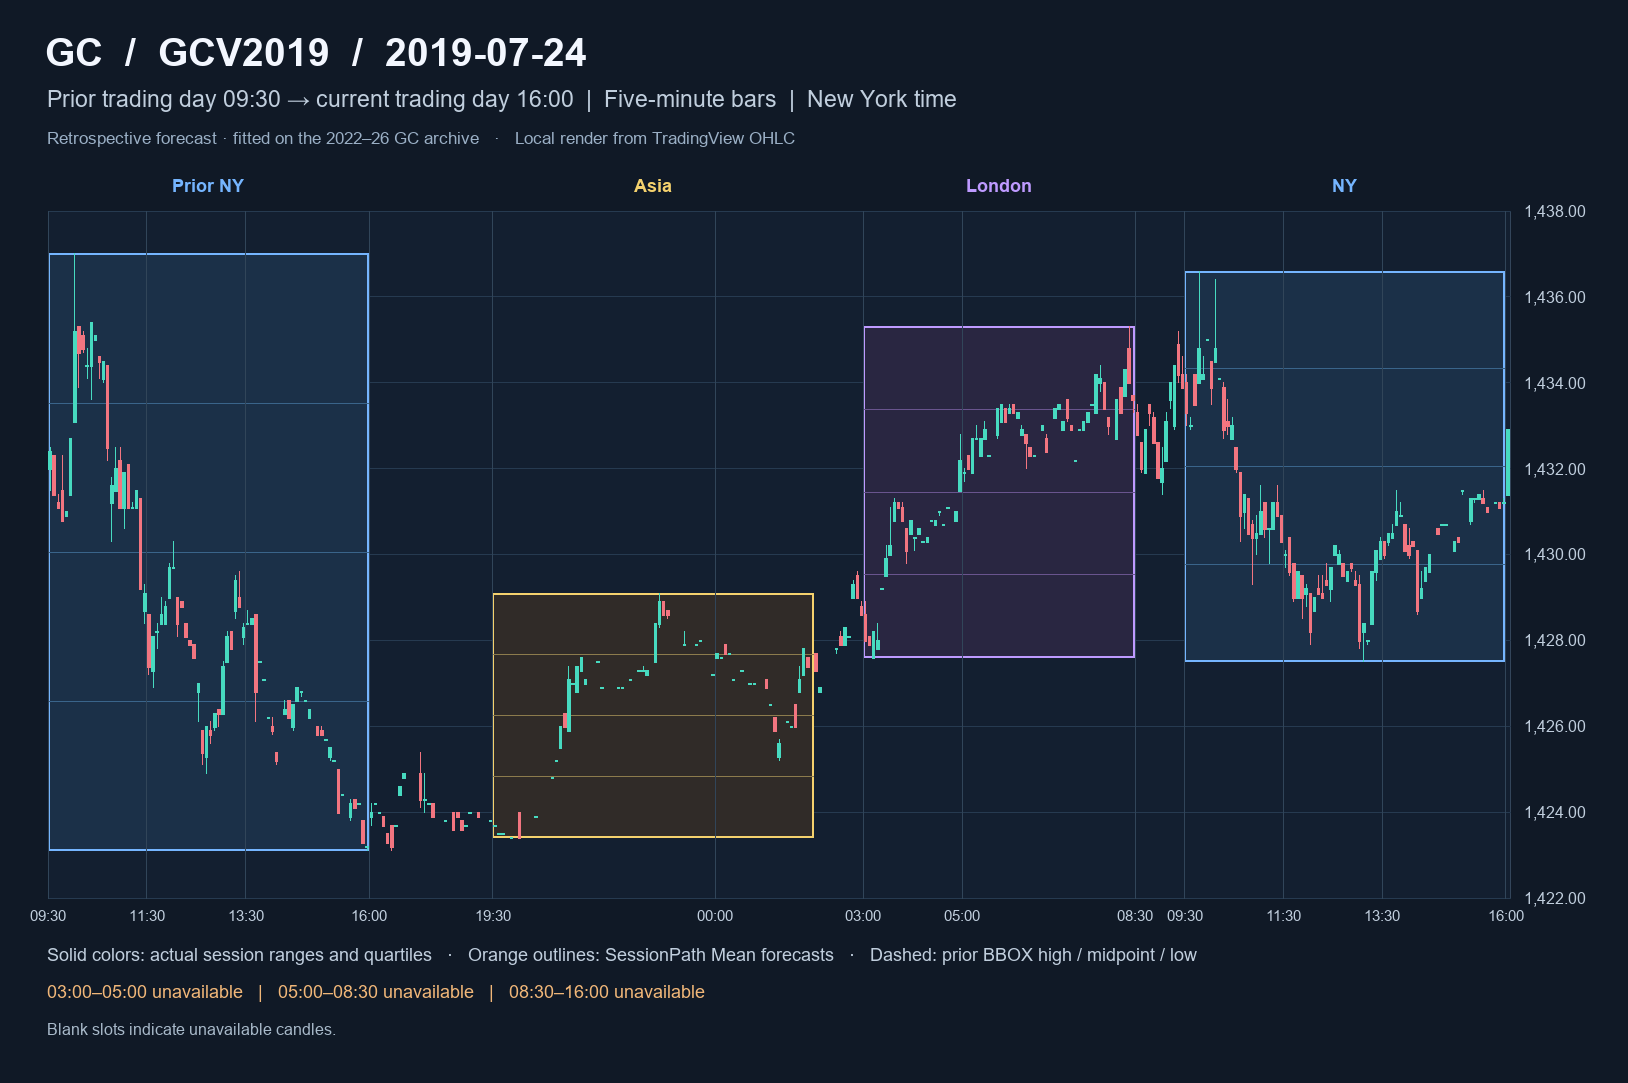 GC / GCV2019 / 2019-07-24
Prior trading day 09:30 → current trading day 16:00 | Five-minute bars | New York time
Retrospective forecast · fitted on the 2022–26 GC archive · Local render from TradingView OHLC
Prior NY Asia London NY
1,438.00
1,436.00
1,434.00
1,432.00
1,430.00
1,428.00
1,426.00
1,424.00
1,422.00
09:30 11:30 13:30 16:00 19:30 00:00 03:00 05:00 08:30 09:30 11:30 13:30 16:00
Solid colors: actual session ranges and quartiles · Orange outlines: SessionPath Mean forecasts · Dashed: prior BBOX high / midpoint / low
03:00–05:00 unavailable | 05:00–08:30 unavailable | 08:30–16:00 unavailable
Blank slots indicate unavailable candles.